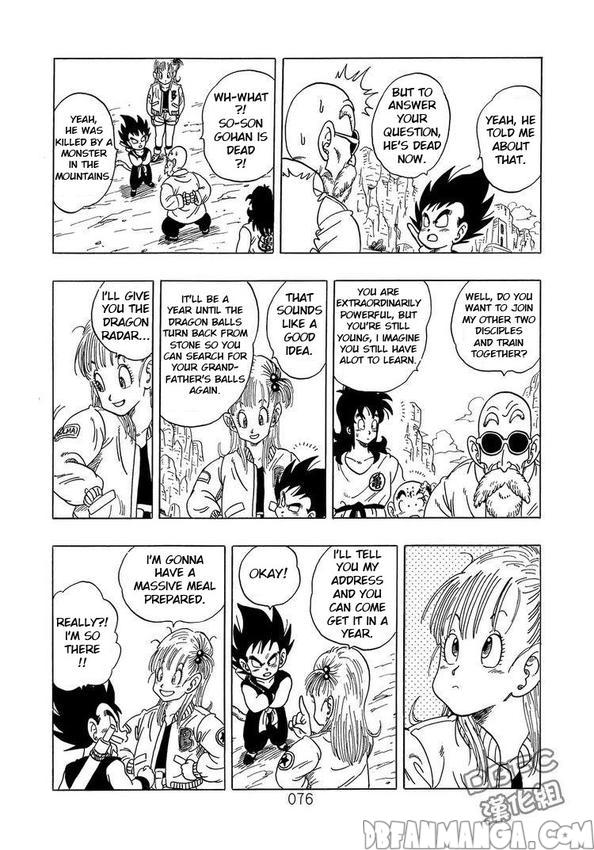 YEAH,
HE TOLD
ME
ABOUT
THAT.
BUT TO
ANSWER
YOUR
QUESTION,
HE'S DEAD
NOW.
WH-WHAT
?!
SO-SON
GOHAN IS
DEAD
?!
YEAH,
HE WAS
KILLED BY A
MONSTER
IN THE
MOUNTAINS.
WELL, DO YOU
WANT TO JOIN
MY OTHER TWO
DISCIPLES
AND TRAIN
TOGETHER?
YOU ARE
EXTRAORDINARILY
POWERFUL, BUT
YOU'RE STILL
YOUNG, I IMAGINE
YOU STILL HAVE
ALOT TO LEARN.
THAT
SOUNDS
LIKE A
GOOD
IDEA.
IT'LL BE A
YEAR UNTIL THE
DRAGON BALLS
TURN BACK FROM
STONE SO YOU
CAN SEARCH FOR
YOUR GRAND-
FATHER'S BALLS
AGAIN.
I'LL GIVE
YOU THE
DRAGON
RADAR...
I'LL TELL
YOU MY
ADDRESS
AND YOU
CAN COME
GET IT IN A
YEAR.
OKAY!
I'M GONNA
HAVE A
MASSIVE MEAL
PREPARED.
REALLY?!
I'M SO
THERE
!!
076
漢化組
DBFANMANGA.COM